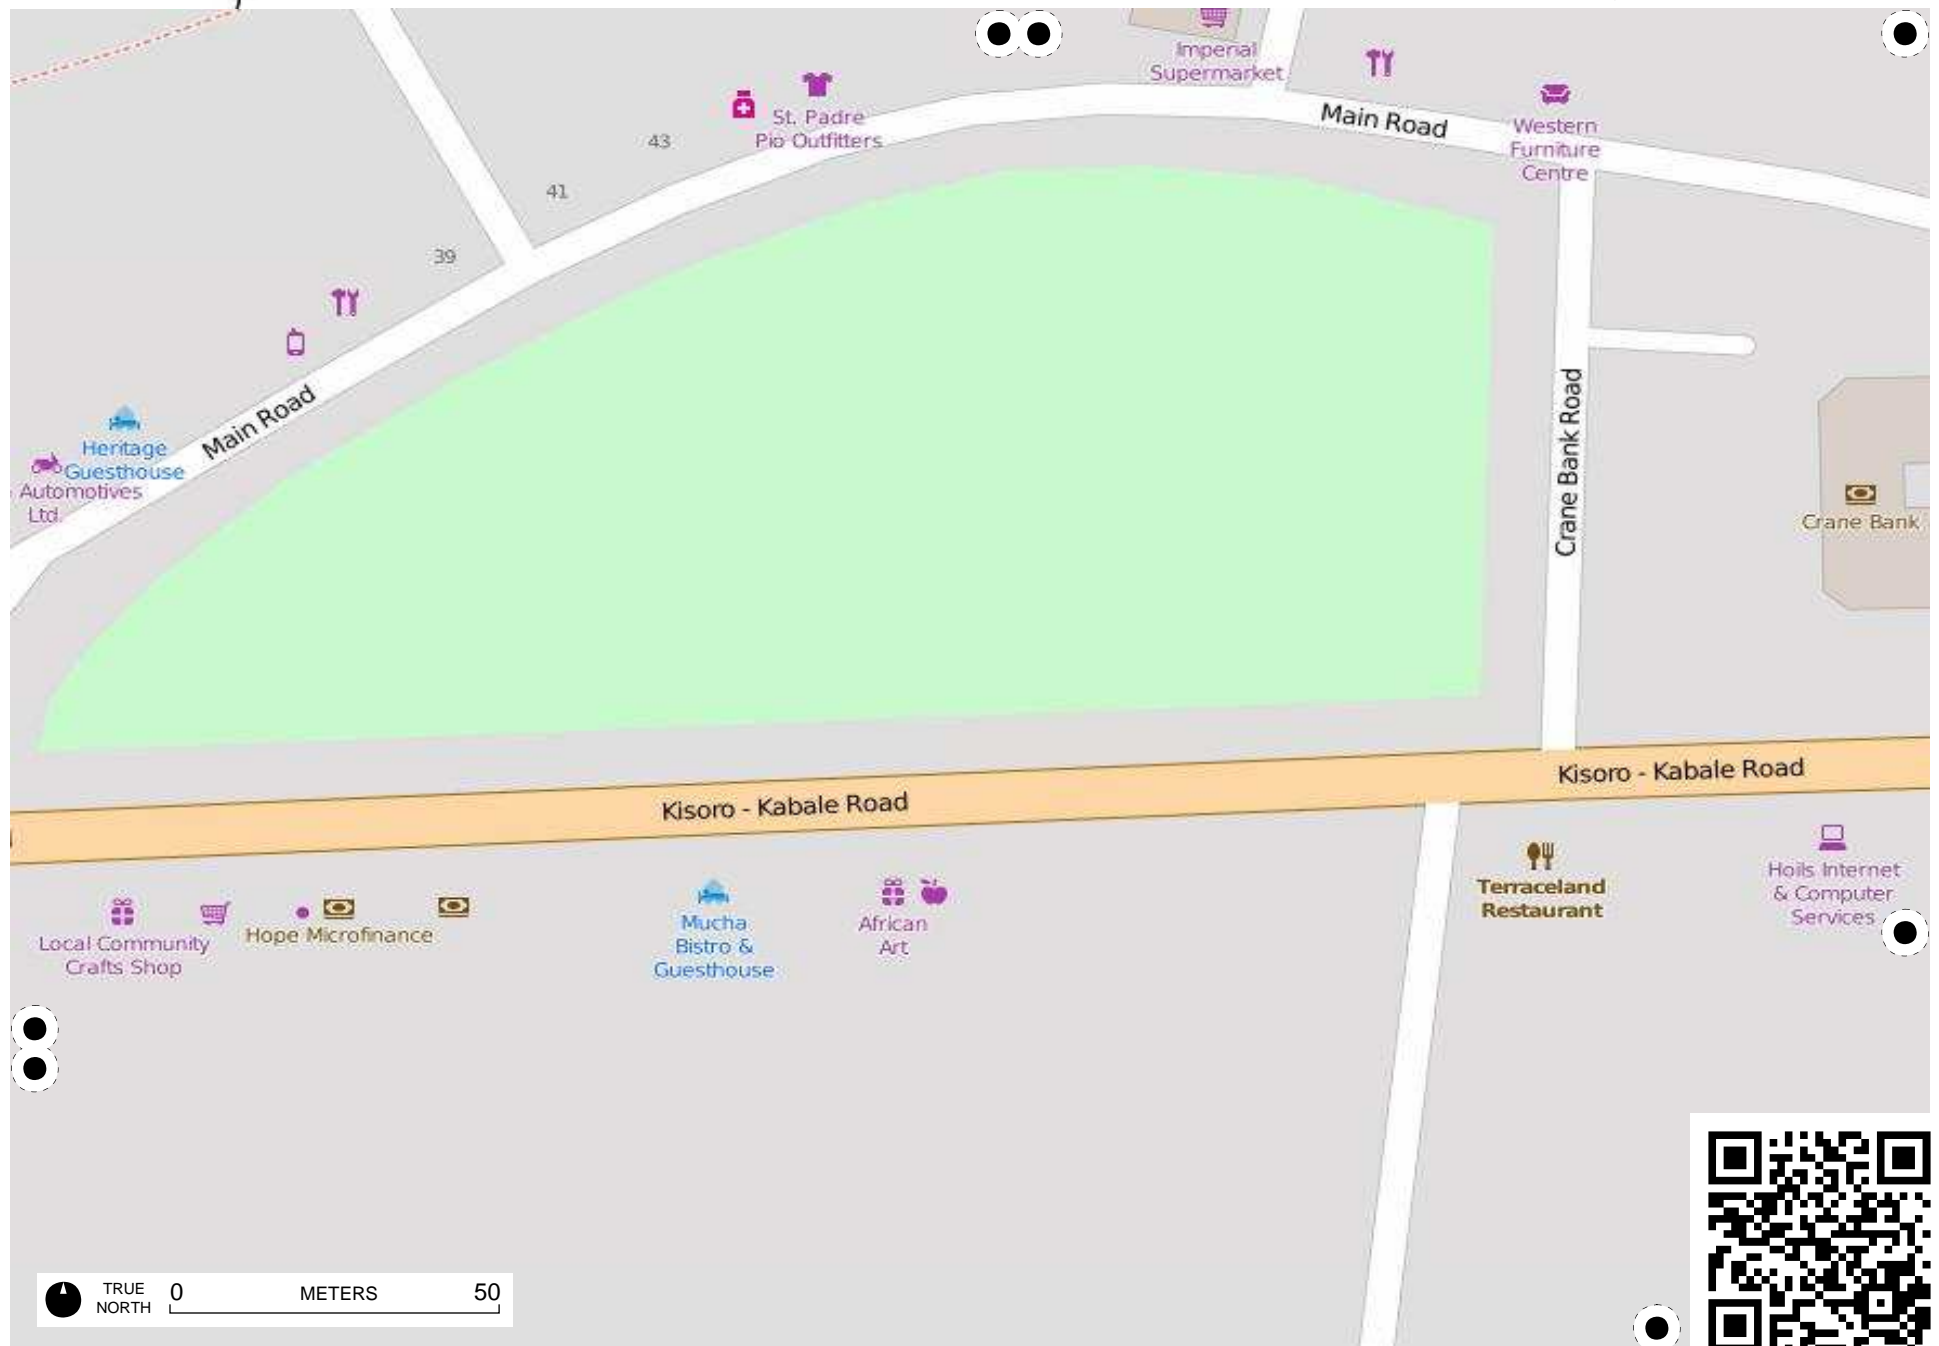 Imperial
Supermarket
Main Road
Western
Furniture
Centre
St. Padre
Pio Outfitters
43
41
39
Main Road
Heritage
Guesthouse
Automotives
Ltd.
Crane Bank Road
Crane Bank
Kisoro - Kabale Road
Kisoro - Kabale Road
Local Community
Crafts Shop
Hope Microfinance
Mucha
Bistro &
Guesthouse
African
Art
Terraceland
Restaurant
Hoils Internet
& Computer
Services
TRUE
NORTH
0 METERS 50